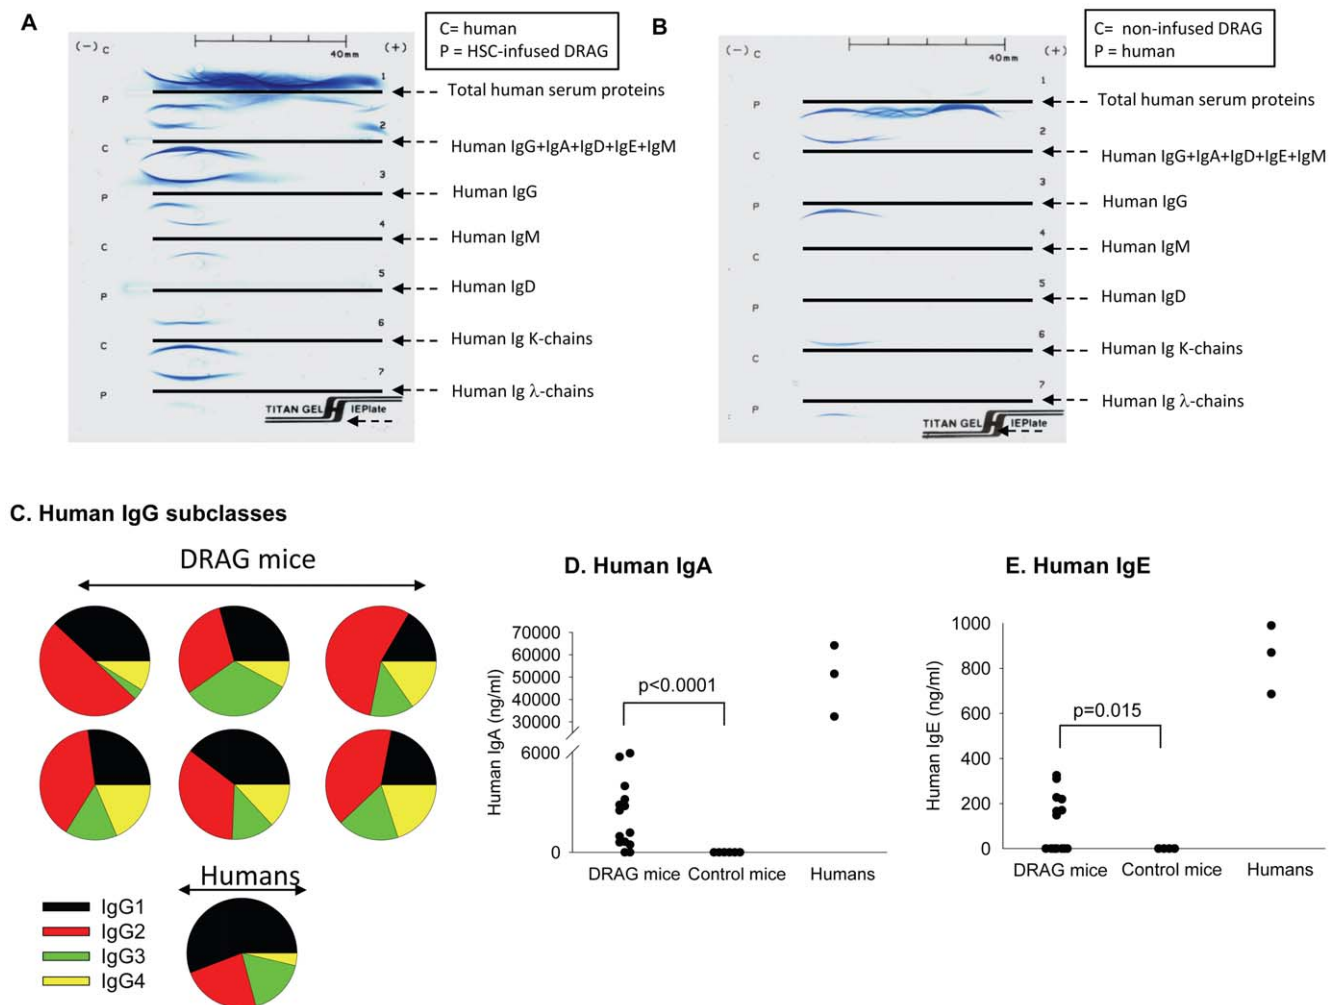 A
C= human
P = HSC-infused DRAG
(−) C
40mm
(+)
1
Total human serum proteins
P
2
Human IgG+IgA+IgD+IgE+IgM
C
3
Human IgG
P
4
Human IgM
C
5
Human IgD
P
6
Human Ig K-chains
C
7
Human Ig λ-chains
P
TITAN GEL IEPlate
B
C= non-infused DRAG
P = human
(−) C
40mm
(+)
1
Total human serum proteins
P
2
Human IgG+IgA+IgD+IgE+IgM
C
3
Human IgG
P
4
Human IgM
C
5
Human IgD
P
6
Human Ig K-chains
C
7
Human Ig λ-chains
P
TITAN GEL IEPlate
C. Human IgG subclasses
DRAG mice
Humans
IgG1
IgG2
IgG3
IgG4
D. Human IgA
Human IgA (ng/ml)
70000
60000
50000
40000
30000
6000
0
p<0.0001
DRAG mice
Control mice
Humans
E. Human IgE
Human IgE (ng/ml)
1000
800
600
400
200
0
p=0.015
DRAG mice
Control mice
Humans